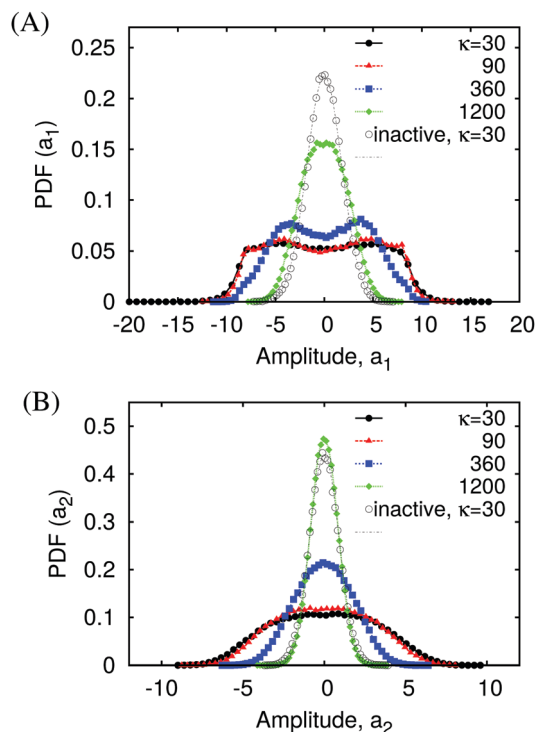 (A)
0.25
0.2
0.15
0.1
0.05
0
PDF (a₁)
κ=30
90
360
1200
inactive, κ=30
-20 -15 -10 -5 0 5 10 15 20
Amplitude, a₁
(B)
0.5
0.4
0.3
0.2
0.1
0
PDF (a₂)
κ=30
90
360
1200
inactive, κ=30
-10 -5 0 5 10
Amplitude, a₂